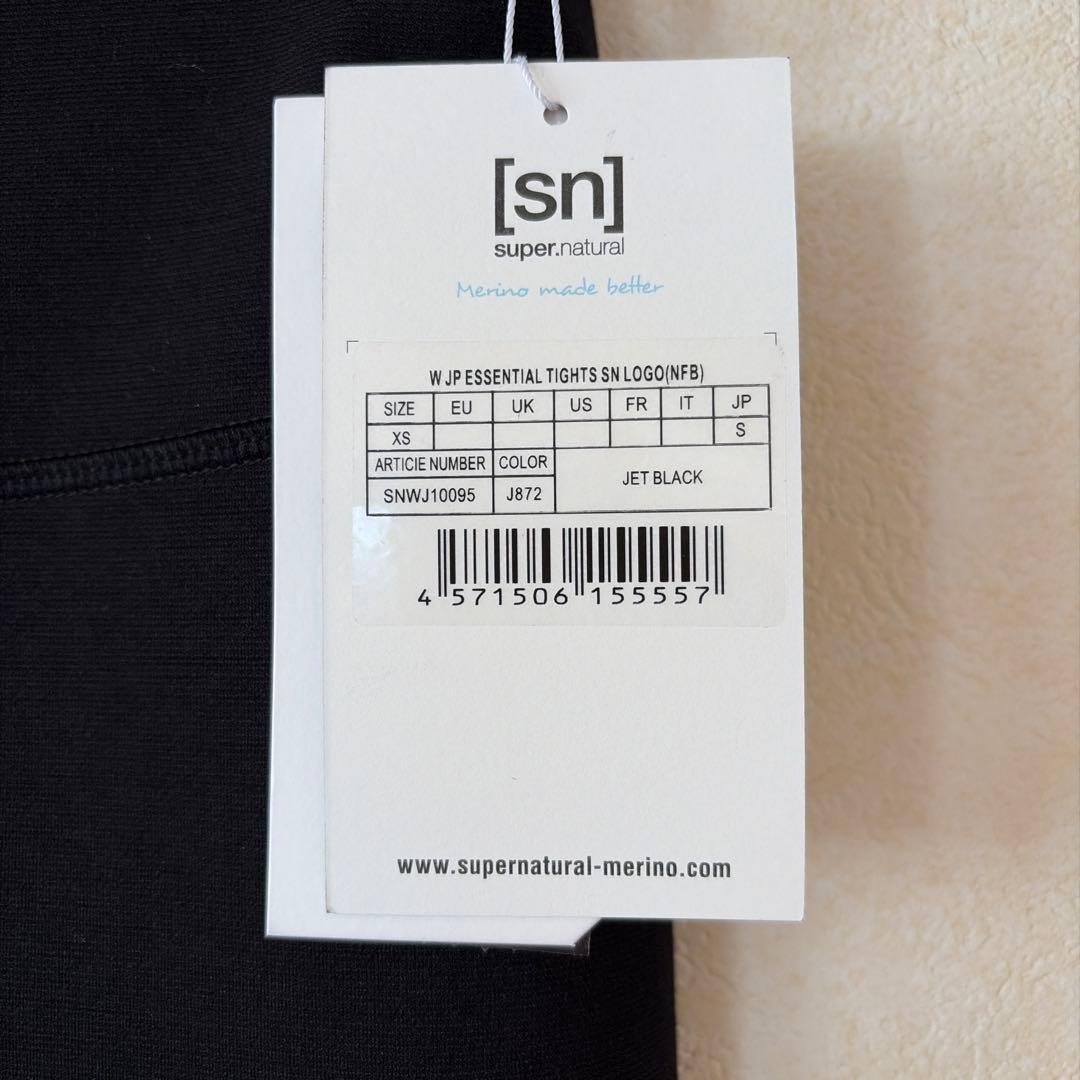 [sn]
super.natural
Merino made better
W JP ESSENTIAL TIGHTS SN LOGO(NFB)
SIZE EU UK US FR IT JP
XS S
ARTICIE NUMBER COLOR JET BLACK
SNWJ10095 J872
4 571506 155557
www.supernatural-merino.com